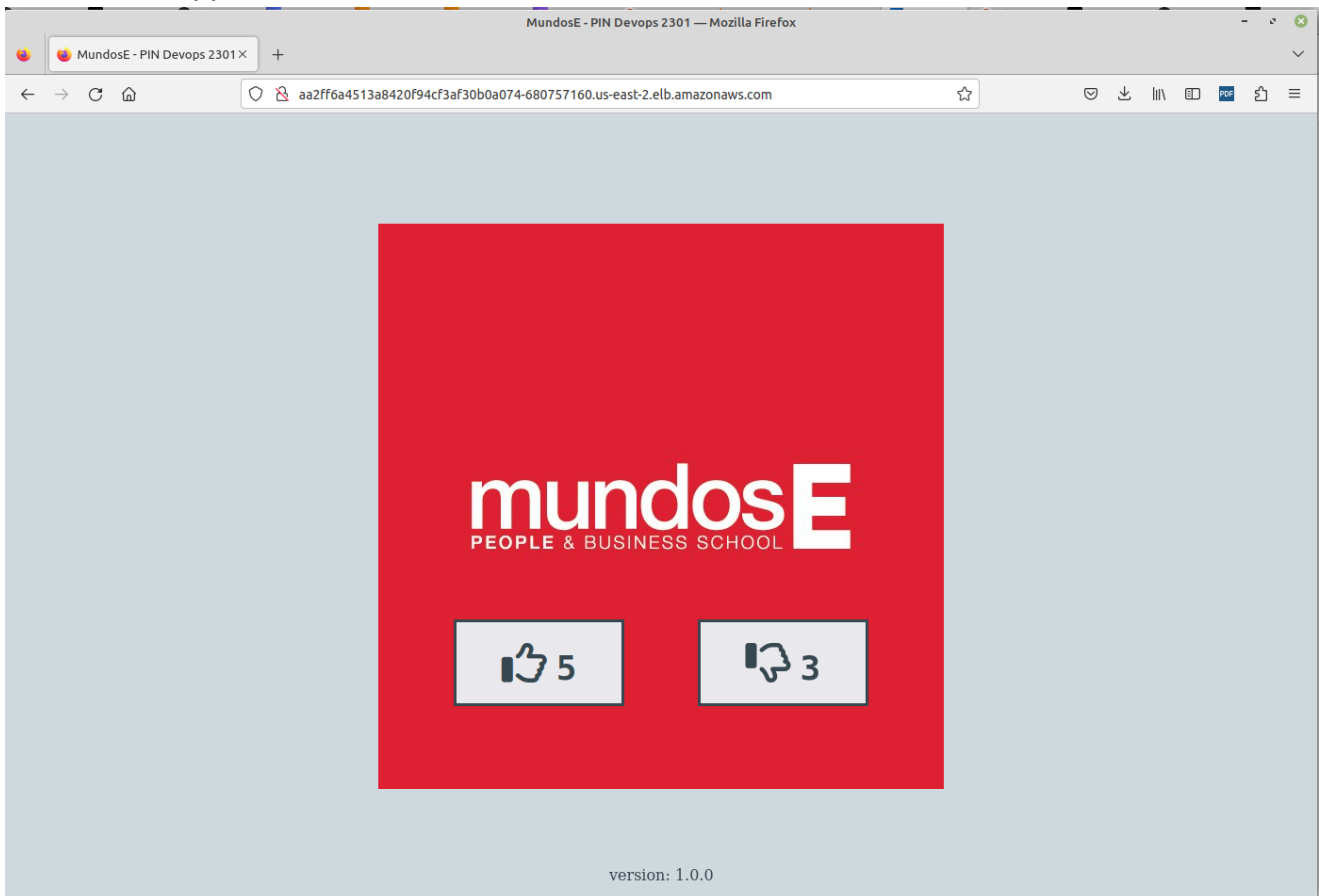 MundosE - PIN Devops 2301 — Mozilla Firefox
MundosE - PIN Devops 2301
aa2ff6a4513a8420f94cf3af30b0a074-680757160.us-east-2.elb.amazonaws.com
PDF
mundosE
PEOPLE & BUSINESS SCHOOL
5
3
version: 1.0.0